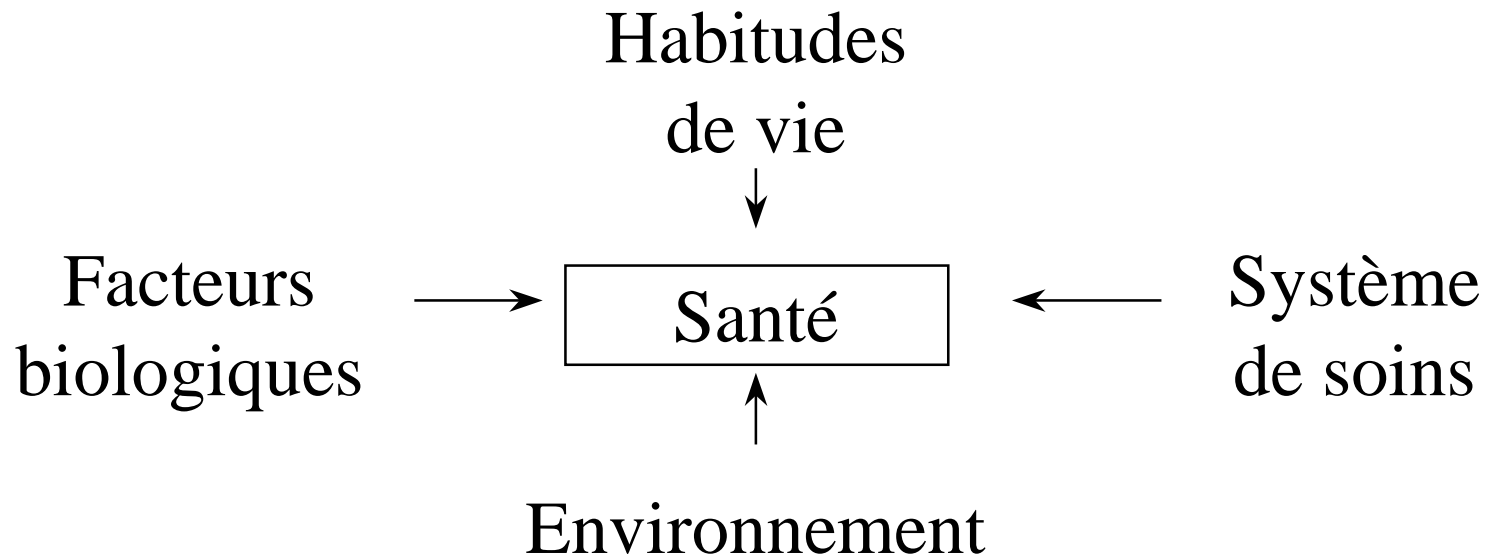 Habitudes
de vie
Facteurs
biologiques
Santé
Système
de soins
Environnement